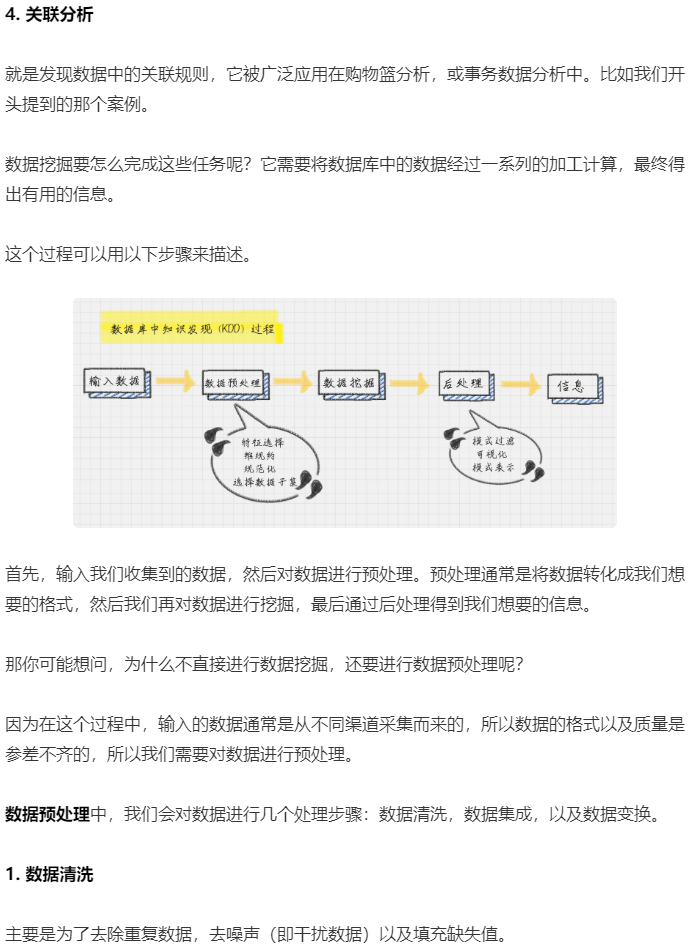 4. 关联分析
就是发现数据中的关联规则，它被广泛应用在购物篮分析，或事务数据分析中。比如我们开
头提到的那个案例。
数据挖掘要怎么完成这些任务呢？它需要将数据库中的数据经过一系列的加工计算，最终得
出有用的信息。
这个过程可以用以下步骤来描述。
数据库中知识发现（KDD）过程
输入数据
数据预处理
数据挖掘
后处理
信息
特征选择
维规约
规范化
选择数据子集
模式过滤
可视化
模式表示
首先，输入我们收集到的数据，然后对数据进行预处理。预处理通常是将数据转化成我们想
要的格式，然后我们再对数据进行挖掘，最后通过后处理得到我们想要的信息。
那你可能想问，为什么不直接进行数据挖掘，还要进行数据预处理呢？
因为在这个过程中，输入的数据通常是从不同渠道采集而来的，所以数据的格式以及质量是
参差不齐的，所以我们需要对数据进行预处理。
数据预处理中，我们会对数据进行几个处理步骤：数据清洗，数据集成，以及数据变换。
1. 数据清洗
主要是为了去除重复数据，去噪声（即干扰数据）以及填充缺失值。